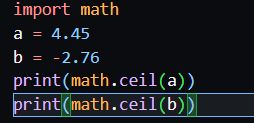 import math
a = 4.45
b = -2.76
print(math.ceil(a))
print(math.ceil(b))